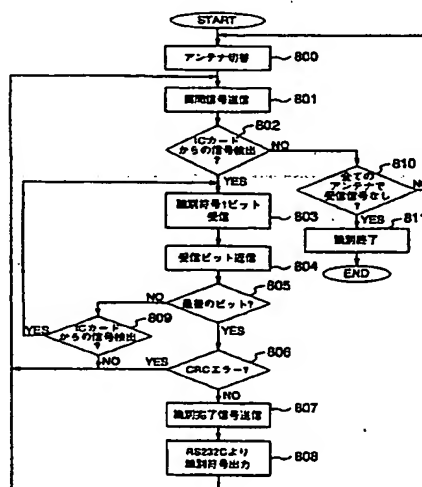 START
アンテナ切替
800
質問信号送信
801
802
ICカード
からの信号検出
?
NO
YES
810
全ての
アンテナで
受信信号なし
?
NO
YES
識別符号1ビット
受信
803
811
識別終了
END
受信ビット返信
804
805
最後のビット?
NO
YES
809
ICカード
からの信号検出
?
YES
NO
806
CRCエラー?
YES
NO
識別完了信号送信
807
RS232Cより
識別符号出力
808